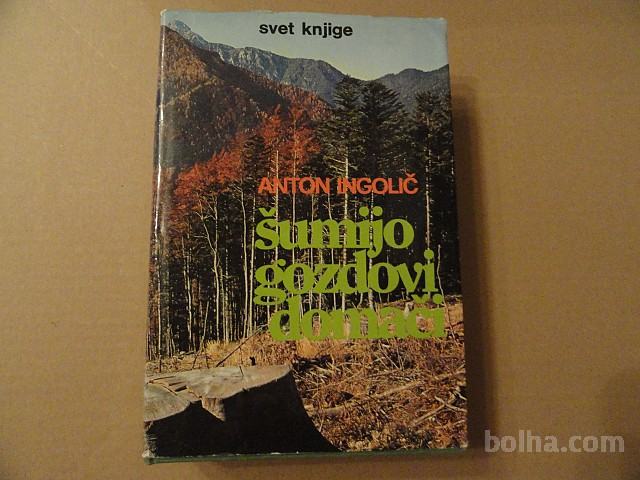 svet knjige
ANTON INGOLIČ
šumijo
gozdovi
domači
bolha.com